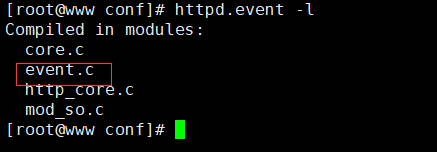 [root@www conf]# httpd.event -l
Compiled in modules:
core.c
event.c
http_core.c
mod_so.c
[root@www conf]#